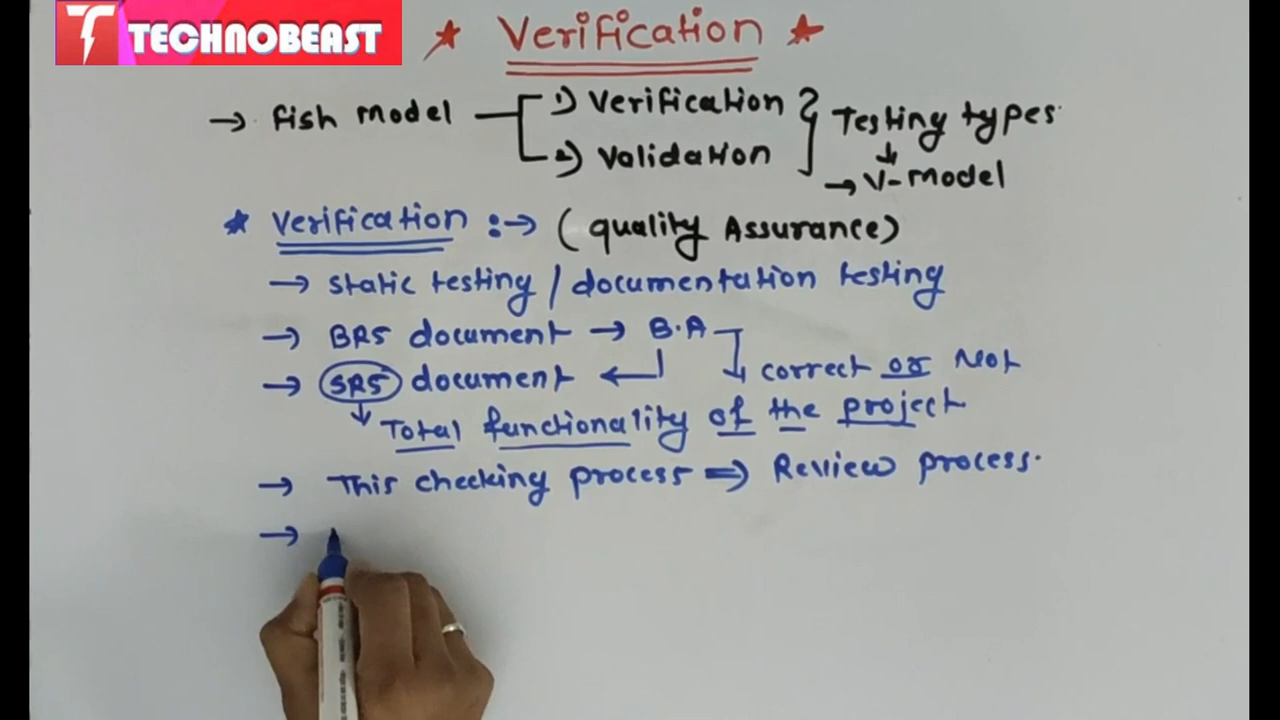 TECHNOBEAST
★ Verification ★
→ Fish Model 1) Verification
2) Validation
Testing types
→ V-Model
★ Verification :→ (quality Assurance)
→ static testing / documentation testing
→ BRS document → B.A
correct or Not
→ SRS document ←
Total functionality of the project
→ This checking process ⇒ Review process.
→